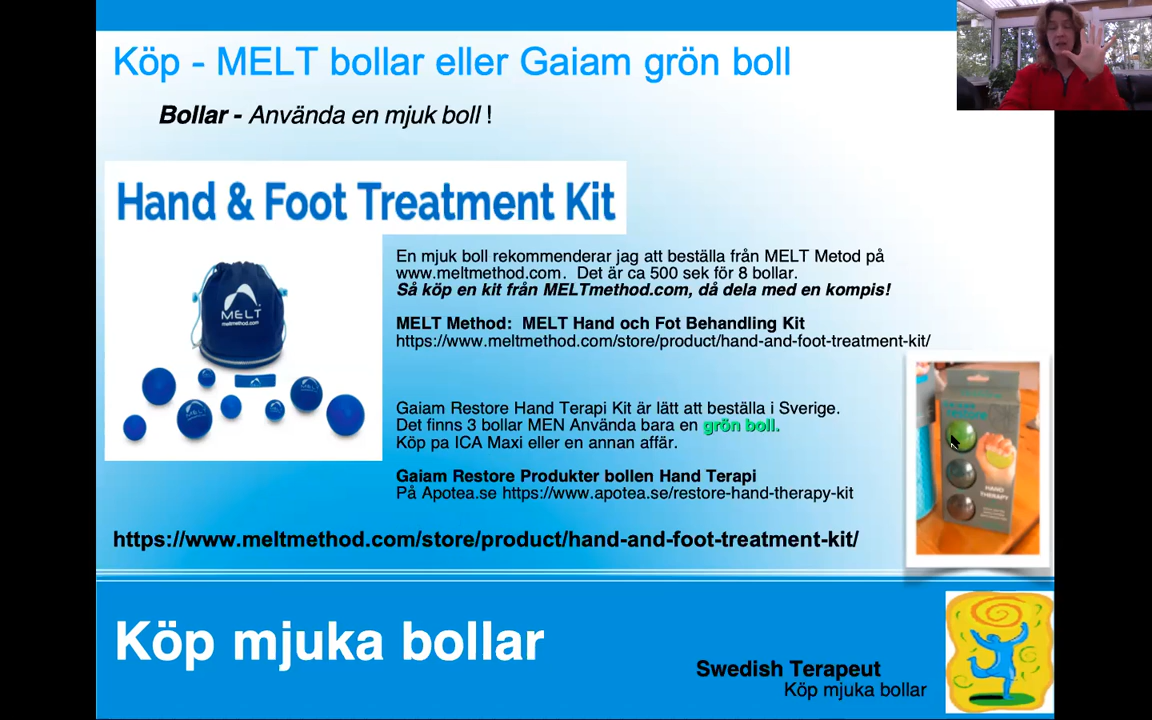 Köp - MELT bollar eller Gaiam grön boll
Bollar - Använda en mjuk boll !
Hand & Foot Treatment Kit
En mjuk boll rekommenderar jag att beställa från MELT Metod på
www.meltmethod.com. Det är ca 500 sek för 8 bollar.
Så köp en kit från MELTmethod.com, då dela med en kompis!
MELT
meltmethod.com
MELT Method: MELT Hand och Fot Behandling Kit
https://www.meltmethod.com/store/product/hand-and-foot-treatment-kit/
Gaiam Restore Hand Terapi Kit är lätt att beställa i Sverige.
Det finns 3 bollar MEN Använda bara en grön boll.
Köp pa ICA Maxi eller en annan affär.
Gaiam Restore Produkter bollen Hand Terapi
På Apotea.se https://www.apotea.se/restore-hand-therapy-kit
restore
HAND
THERAPY
https://www.meltmethod.com/store/product/hand-and-foot-treatment-kit/
Köp mjuka bollar
Swedish Terapeut
Köp mjuka bollar